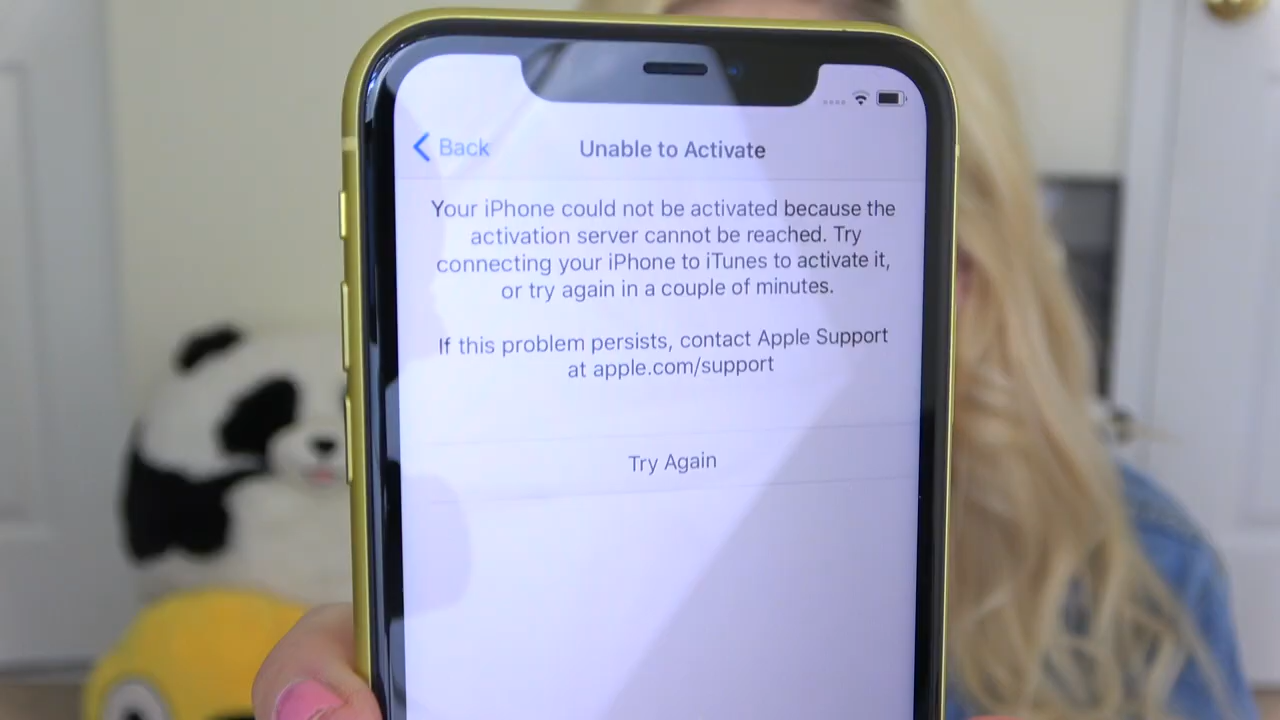 Back
Unable to Activate
Your iPhone could not be activated because the
activation server cannot be reached. Try
connecting your iPhone to iTunes to activate it,
or try again in a couple of minutes.
If this problem persists, contact Apple Support
at apple.com/support
Try Again